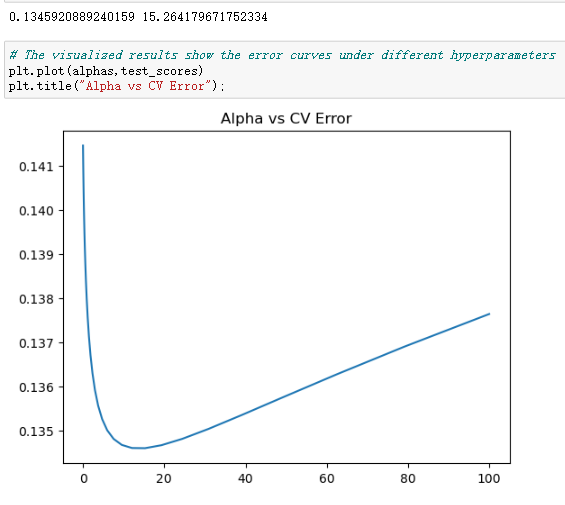 0.1345920889240159 15.264179671752334
# The visualized results show the error curves under different hyperparameters
plt.plot(alphas,test_scores)
plt.title("Alpha vs CV Error");
Alpha vs CV Error
0.141
0.140
0.139
0.138
0.137
0.136
0.135
0 20 40 60 80 100